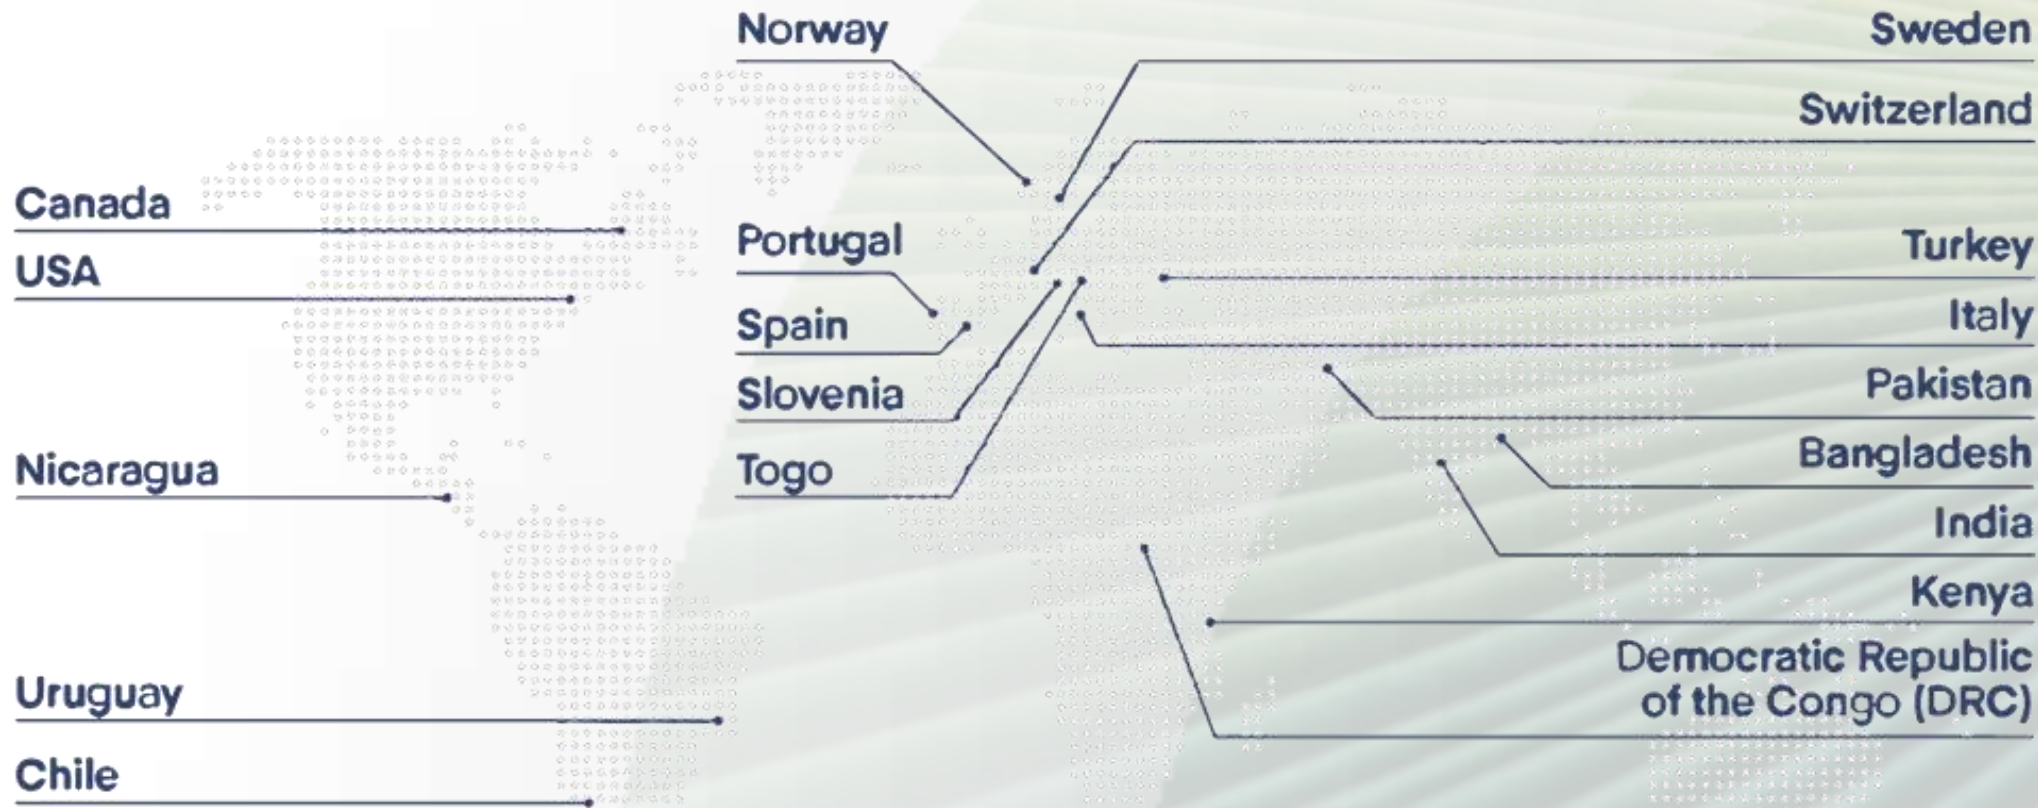 Canada
USA
Nicaragua
Uruguay
Chile
Norway
Portugal
Spain
Slovenia
Togo
Sweden
Switzerland
Turkey
Italy
Pakistan
Bangladesh
India
Kenya
Democratic Republic
of the Congo (DRC)